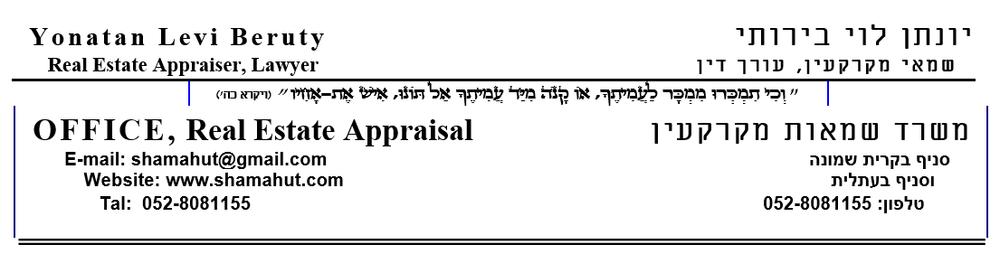 Yonatan Levi Beruty
יונתן לוי בירותי
Real Estate Appraiser, Lawyer
שמאי מקרקעין, עורך דין
"וְכִי תִמְכְּרוּ מִמְכָּר לַעֲמִיתֶךָ, אוֹ קָנֹה מִיַּד עֲמִיתֶךָ אַל תּוֹנוּ, אִישׁ אֶת-אָחִיו" (ויקרא כה')
OFFICE, Real Estate Appraisal
משרד שמאות מקרקעין
E-mail: shamahut@gmail.com
סניף בקרית שמונה
Website: www.shamahut.com
וסניף בעתלית
Tal: 052-8081155
טלפון: 052-8081155